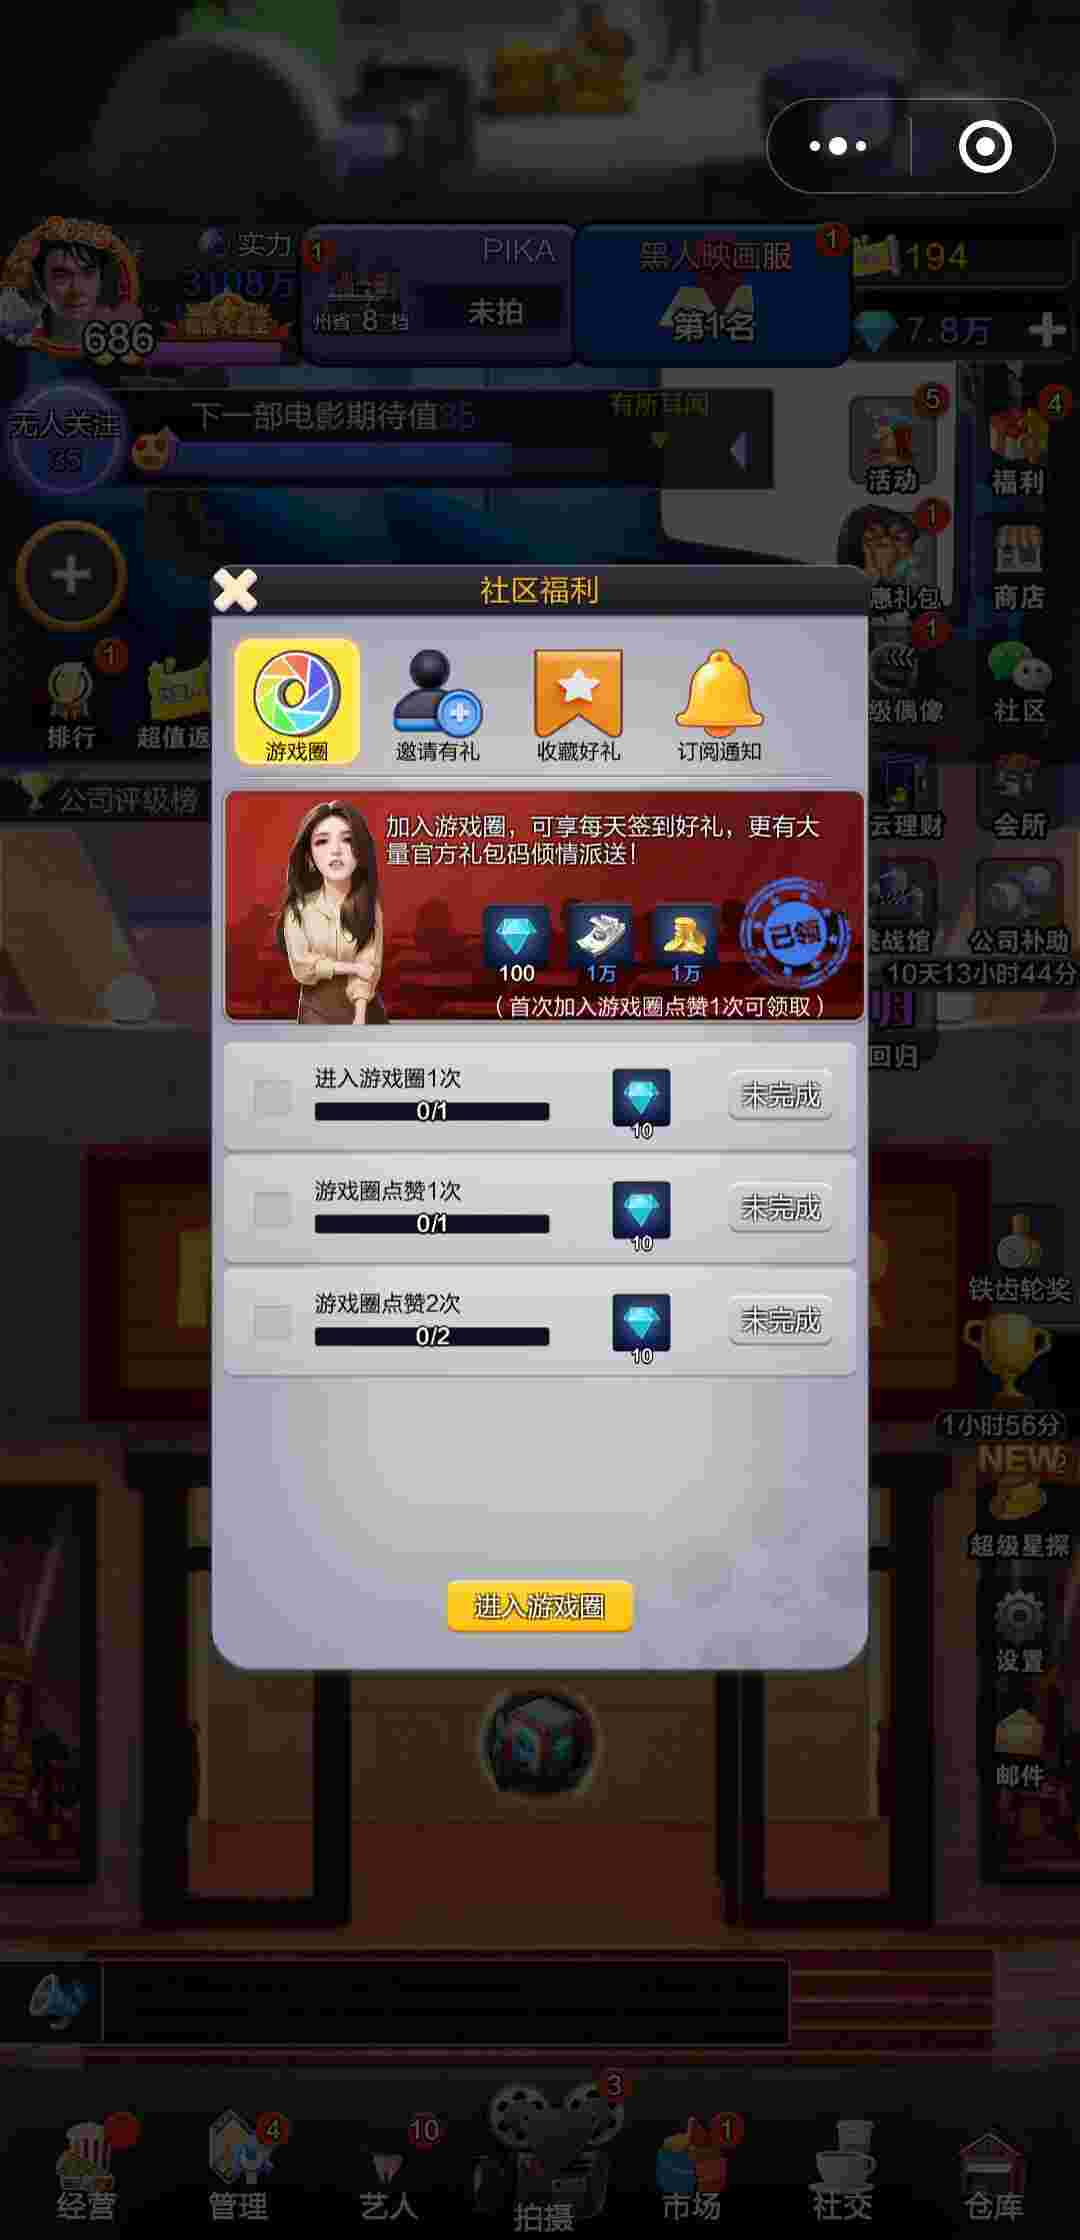 实力
3108万
686
1
PIKA
州省 8 档
未拍
黑人映画服
1
第1名
194
7.8万
无人关注
35
下一部电影期待值35
有所耳闻
5
活动
4
福利
1
惠礼包
商店
1
排行
超值返
1
级偶像
社区
公司评级榜
云理财
会所
战馆
公司补助
10天13小时44分
回归
社区福利
游戏圈
邀请有礼
收藏好礼
订阅通知
加入游戏圈，可享每天签到好礼，更有大
量官方礼包码倾情派送！
100
1万
1万
已领
（首次加入游戏圈点赞1次可领取）
进入游戏圈1次
0/1
10
未完成
游戏圈点赞1次
0/1
10
未完成
游戏圈点赞2次
0/2
10
未完成
进入游戏圈
铁齿轮奖
1小时56分
NEW
超级星探
设置
邮件
经营
4
管理
10
艺人
3
拍摄
1
市场
社交
仓库